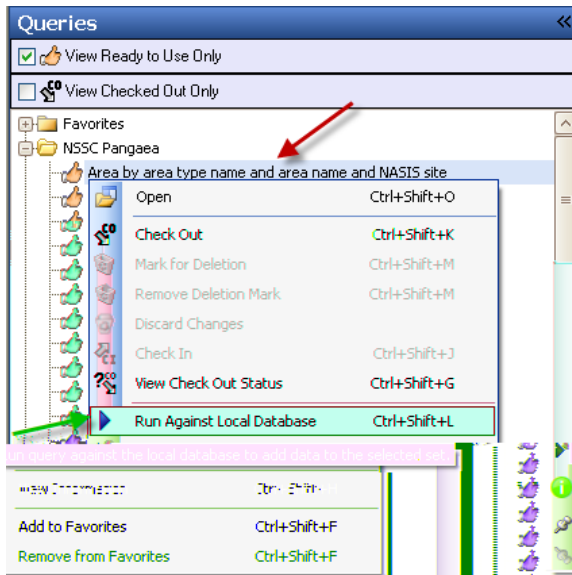 Queries
View Ready to Use Only
View Checked Out Only
Favorites
NSSC Pangaea
Area by area type name and area name and NASIS site
Open Ctrl+Shift+O
Check Out Ctrl+Shift+K
Mark for Deletion Ctrl+Shift+M
Remove Deletion Mark Ctrl+Shift+M
Discard Changes
Check In Ctrl+Shift+J
View Check Out Status Ctrl+Shift+G
Run Against Local Database Ctrl+Shift+L
un query against the local database to add data to the selected set.
Add to Favorites Ctrl+Shift+F
Remove from Favorites Ctrl+Shift+F